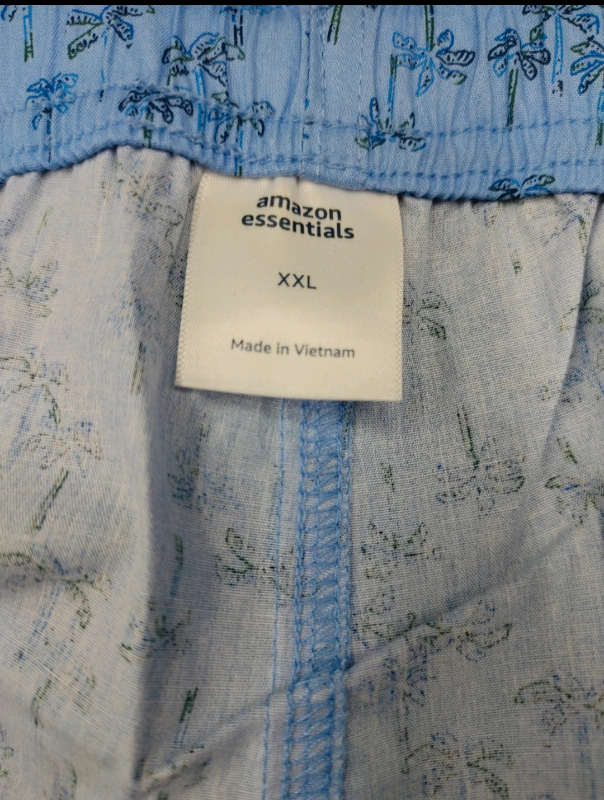 amazon
essentials
XXL
Made in Vietnam